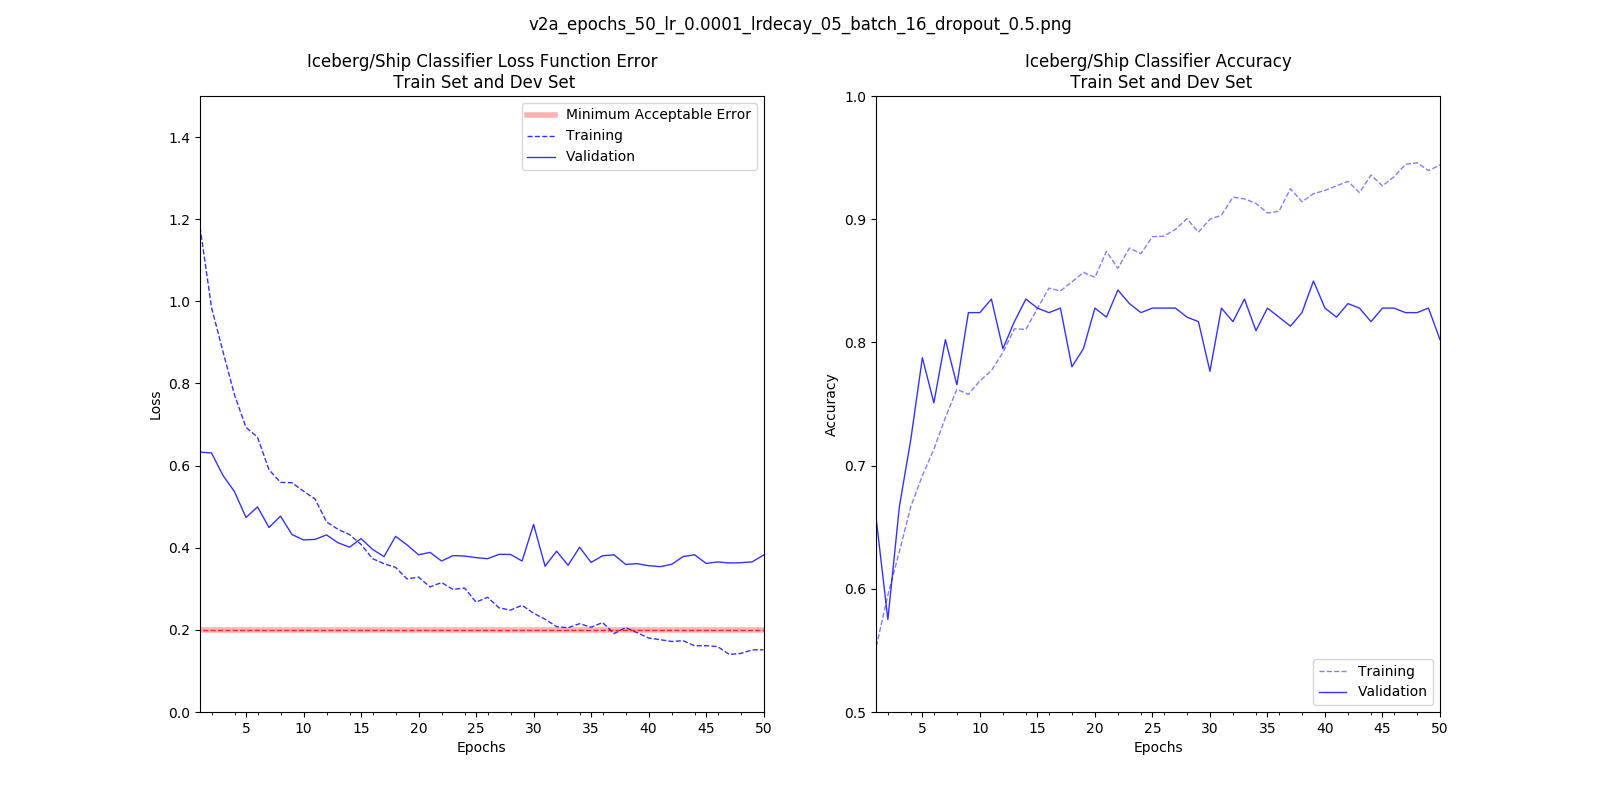 v2a_epochs_50_lr_0.0001_lrdecay_05_batch_16_dropout_0.5.png
Iceberg/Ship Classifier Loss Function Error
Train Set and Dev Set
Minimum Acceptable Error
Training
Validation
1.4
1.2
1.0
0.8
0.6
0.4
0.2
0.0
Loss
5 10 15 20 25 30 35 40 45 50
Epochs
Iceberg/Ship Classifier Accuracy
Train Set and Dev Set
1.0
0.9
0.8
0.7
0.6
0.5
Accuracy
Training
Validation
5 10 15 20 25 30 35 40 45 50
Epochs